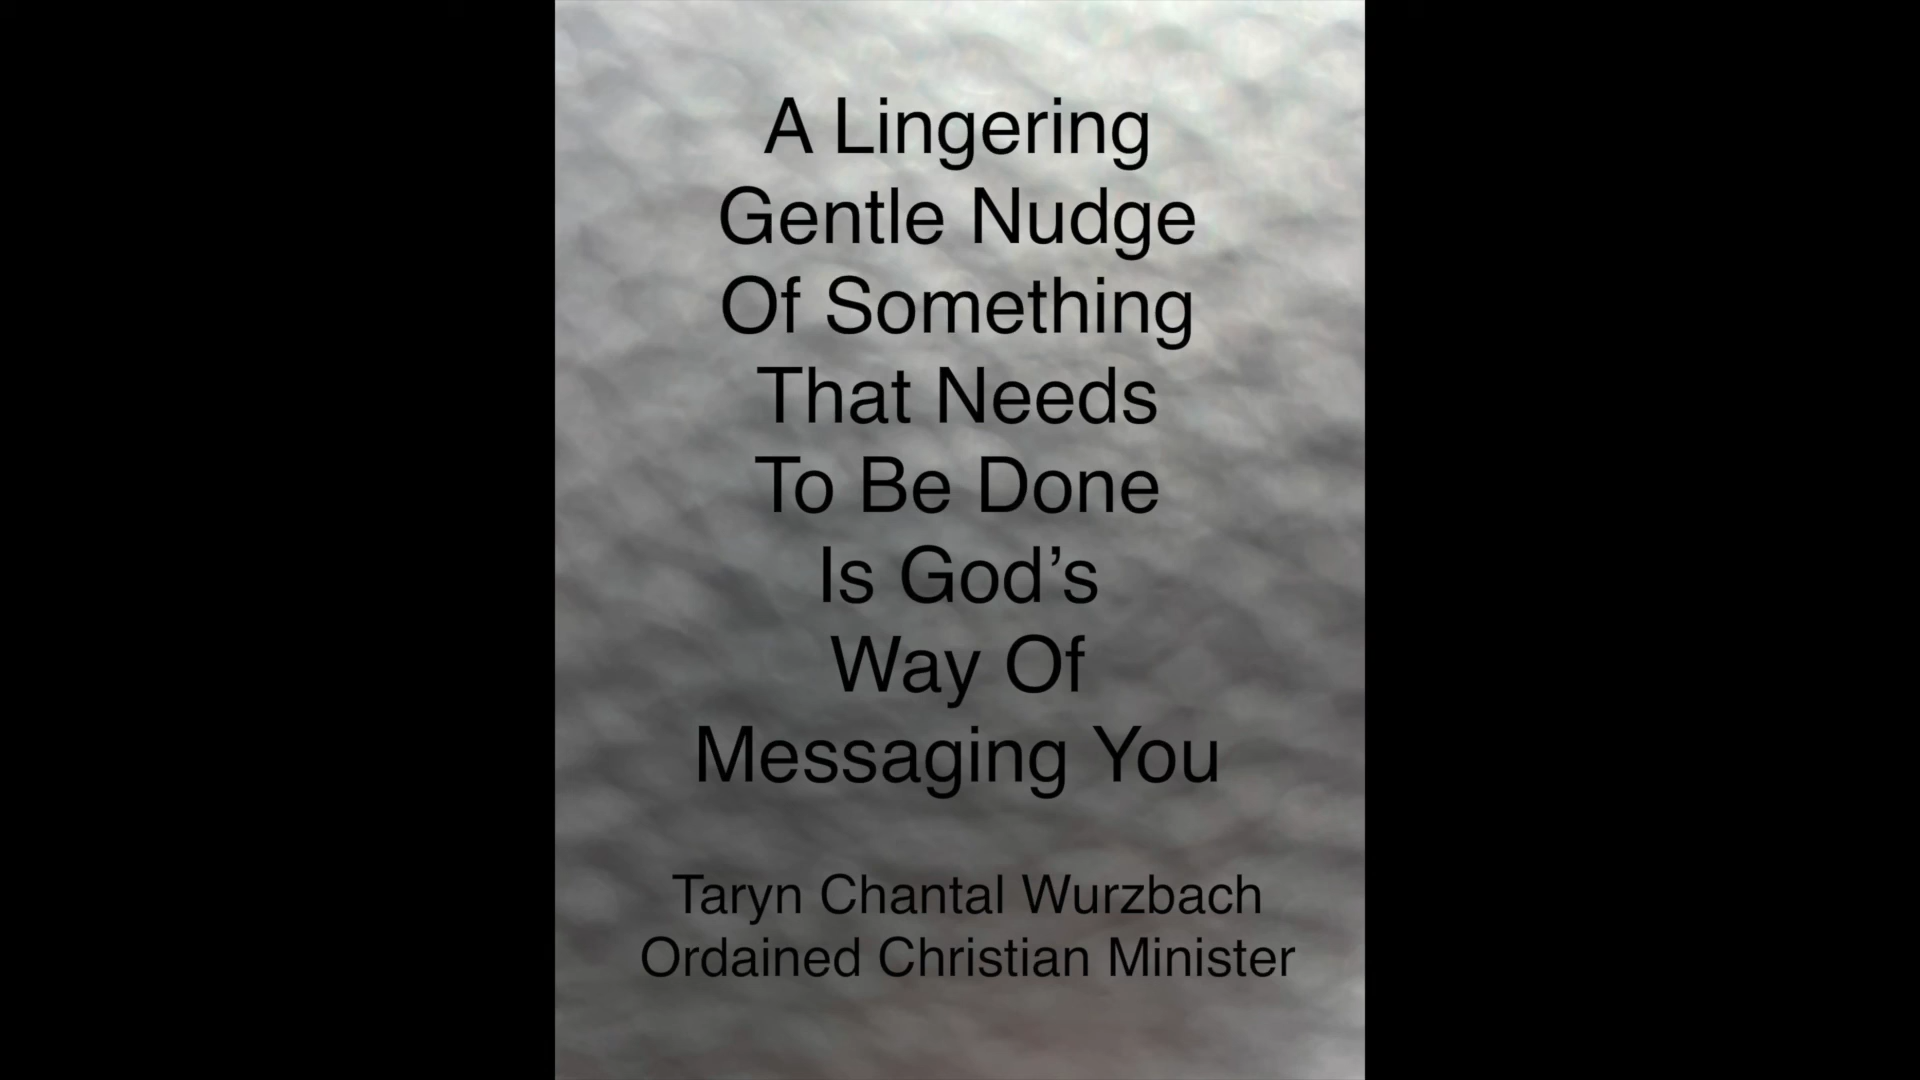 A Lingering
Gentle Nudge
Of Something
That Needs
To Be Done
Is God’s
Way Of
Messaging You
Taryn Chantal Wurzbach
Ordained Christian Minister